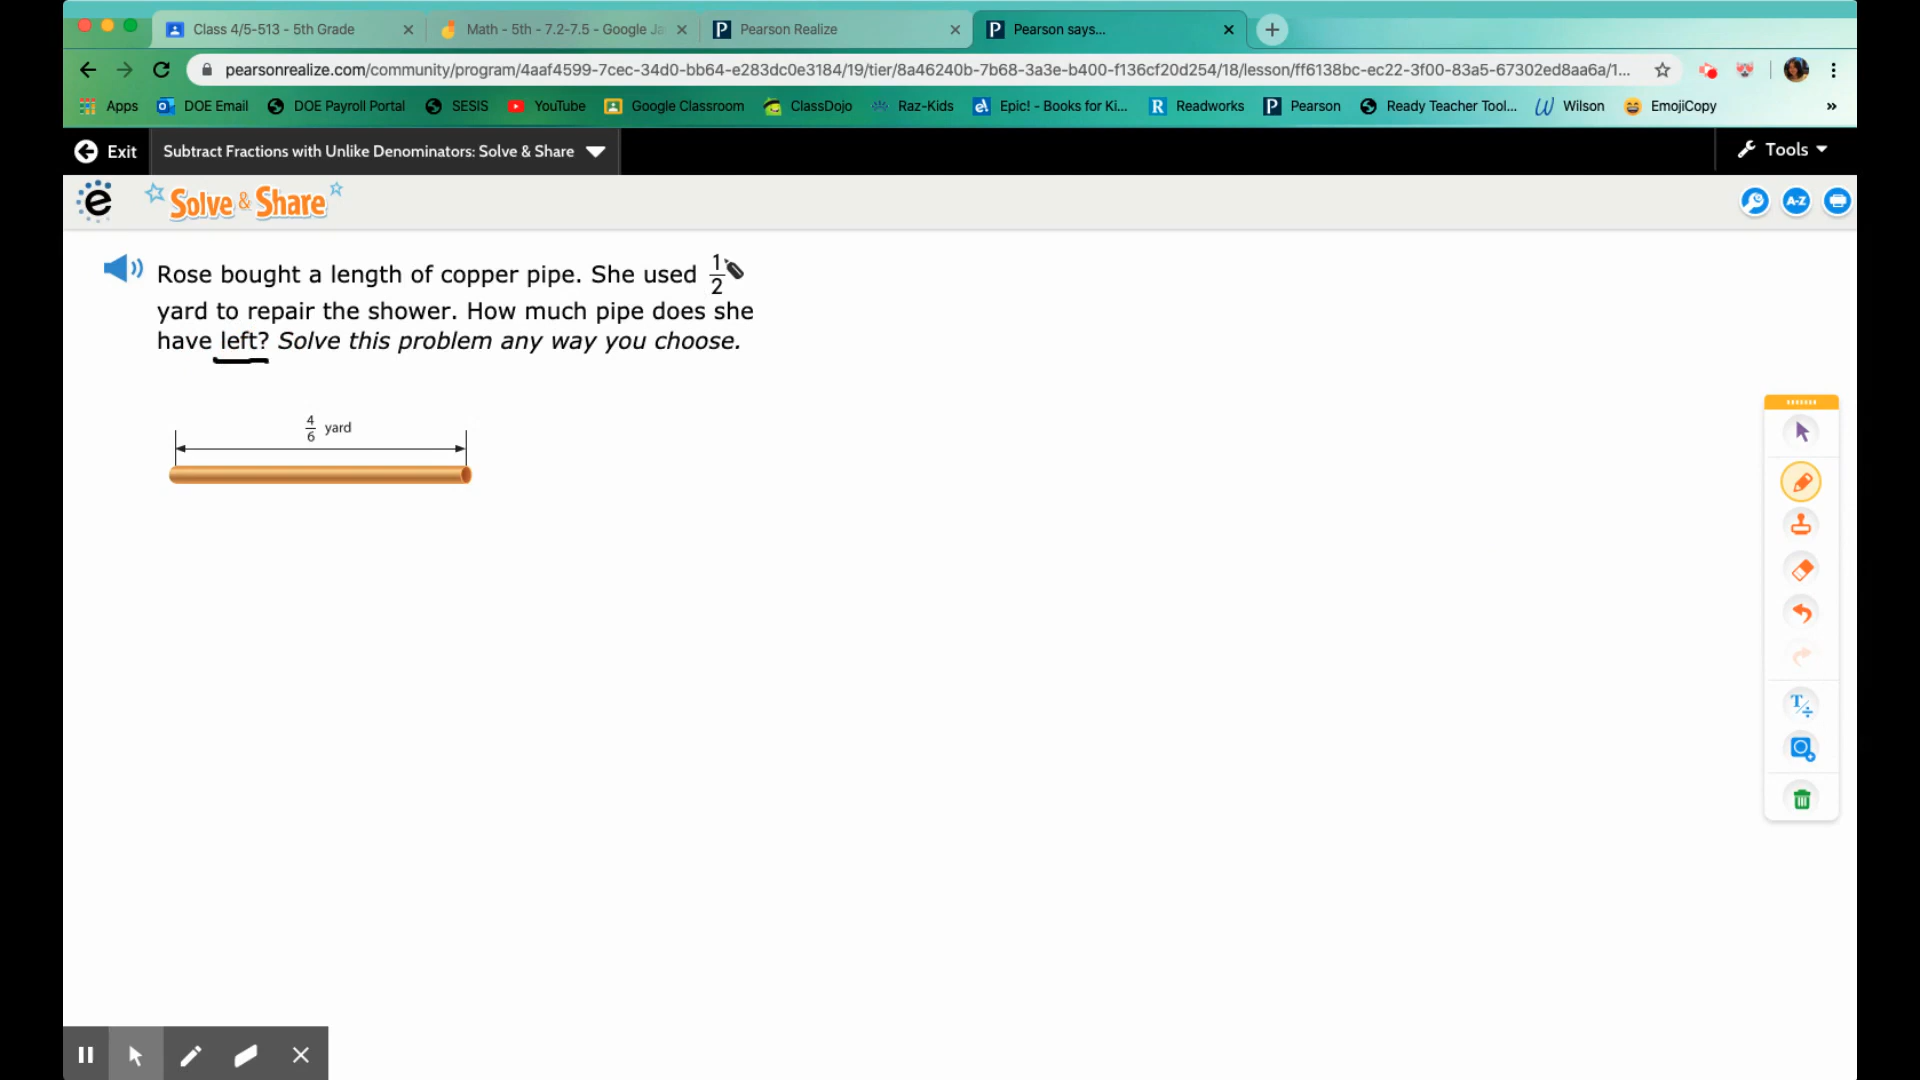 Class 4/5-513 - 5th Grade
Math - 5th - 7.2-7.5 - Google Ja
Pearson Realize
Pearson says...
pearsonrealize.com/community/program/4aaf4599-7cec-34d0-bb64-e283dc0e3184/19/tier/8a46240b-7b68-3a3e-b400-f136cf20d254/18/lesson/ff6138bc-ec22-3f00-83a5-67302ed8aa6a/1...
Apps DOE Email DOE Payroll Portal SESIS YouTube Google Classroom ClassDojo Raz-Kids Epic! - Books for Ki... Readworks Pearson Ready Teacher Tool... Wilson EmojiCopy »
Exit Subtract Fractions with Unlike Denominators: Solve & Share Tools
e Solve & Share A-Z
Rose bought a length of copper pipe. She used 1/2
yard to repair the shower. How much pipe does she
have left? Solve this problem any way you choose.
4/6 yard